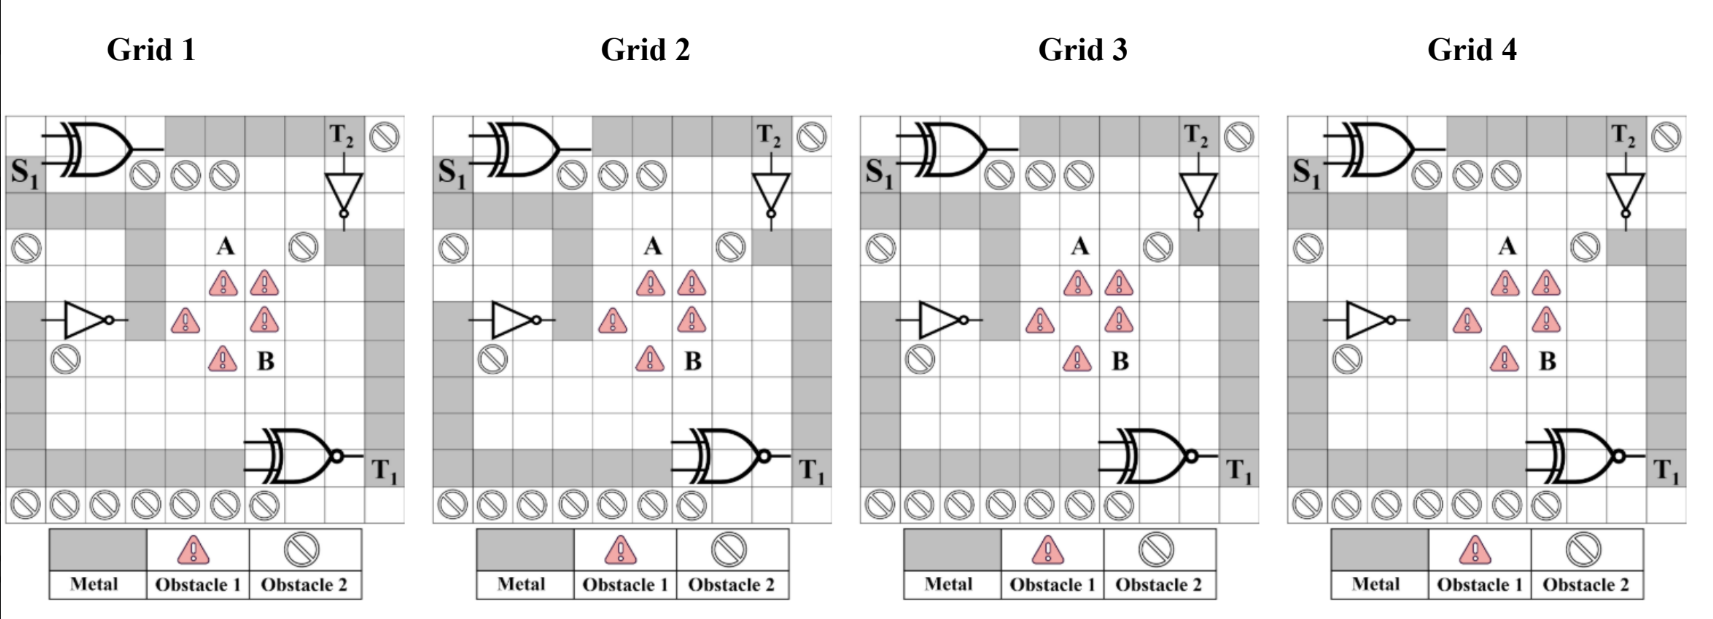 Grid 1 Grid 2 Grid 3 Grid 4
T2 T2 T2 T2
S1 S1 S1 S1
A A A A
B B B B
T1 T1 T1 T1
Metal Obstacle 1 Obstacle 2 Metal Obstacle 1 Obstacle 2 Metal Obstacle 1 Obstacle 2 Metal Obstacle 1 Obstacle 2